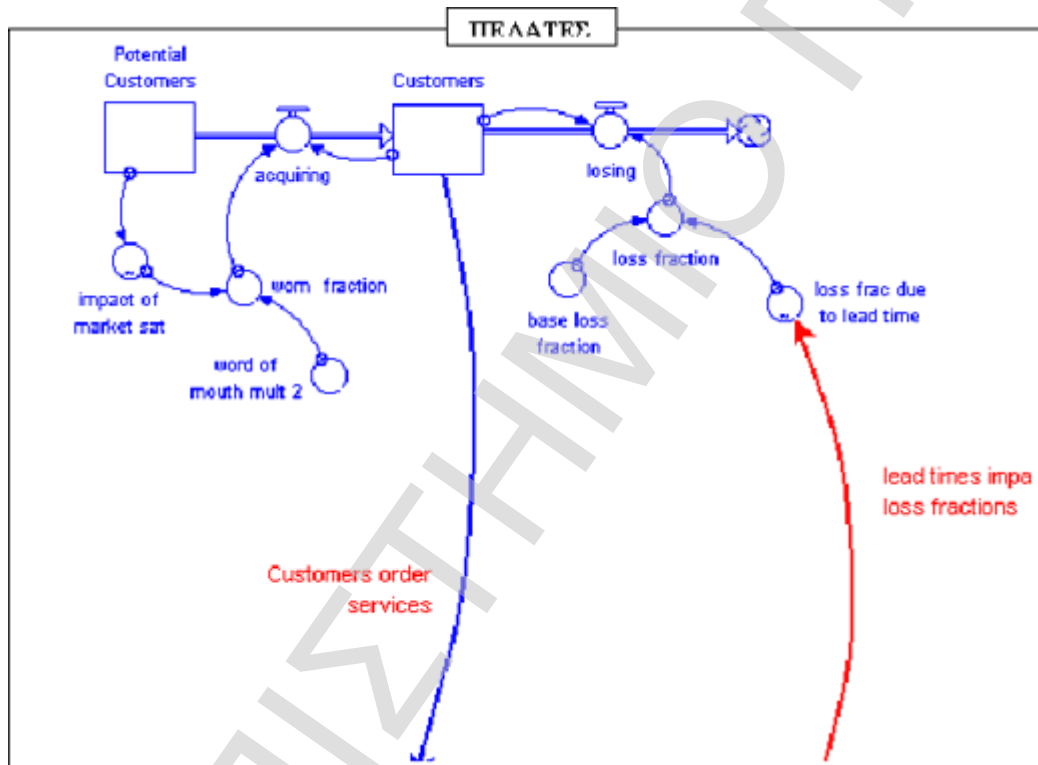 ΠΕΛΑΤΕΣ
Potential
Customers
Customers
acquiring
losing
impact of
market sat
wom fraction
word of
mouth mult 2
loss fraction
base loss
fraction
loss frac due
to lead time
lead times impa
loss fractions
Customers order
services